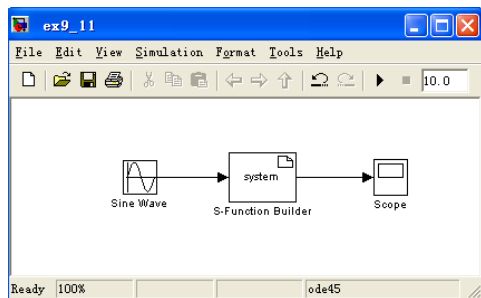 ex9_11
File Edit View Simulation Format Tools Help
10.0
system
Sine Wave
S-Function Builder
Scope
Ready 100% ode45